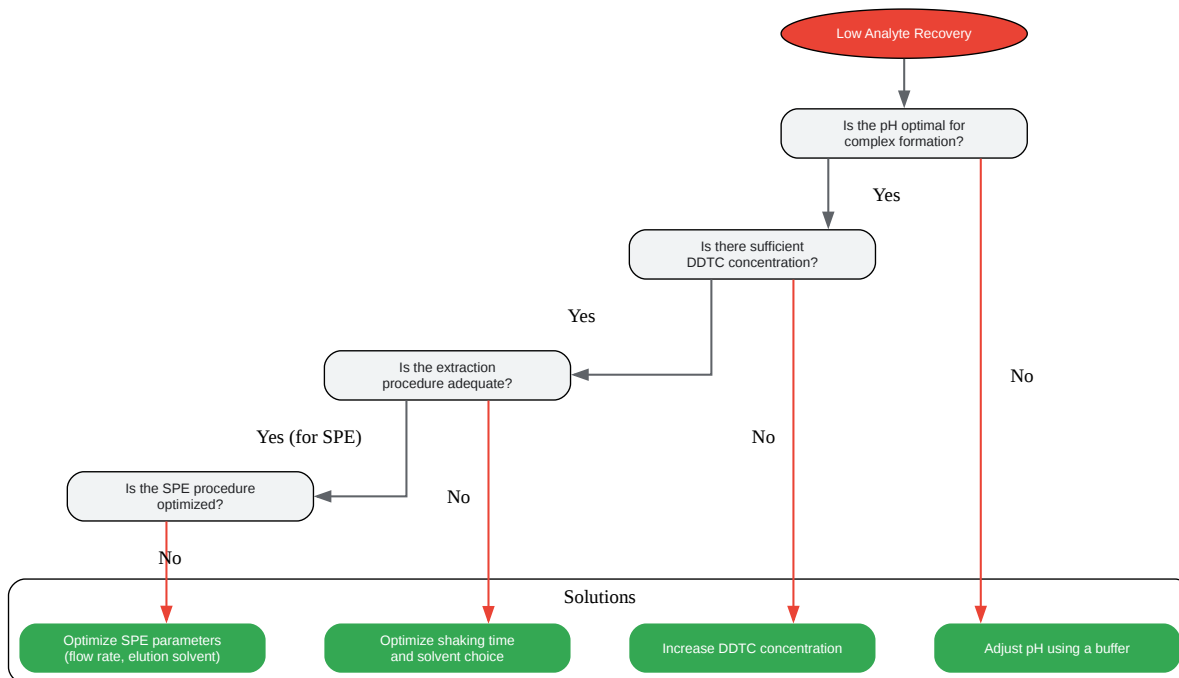 Low Analyte Recovery
Is the pH optimal for
complex formation?
Yes
Is there sufficient
DDTC concentration?
Yes
Is the extraction
procedure adequate?
No
Yes (for SPE)
No
Is the SPE procedure
optimized?
No
No
Solutions
Optimize SPE parameters
(flow rate, elution solvent)
Optimize shaking time
and solvent choice
Increase DDTC concentration
Adjust pH using a buffer